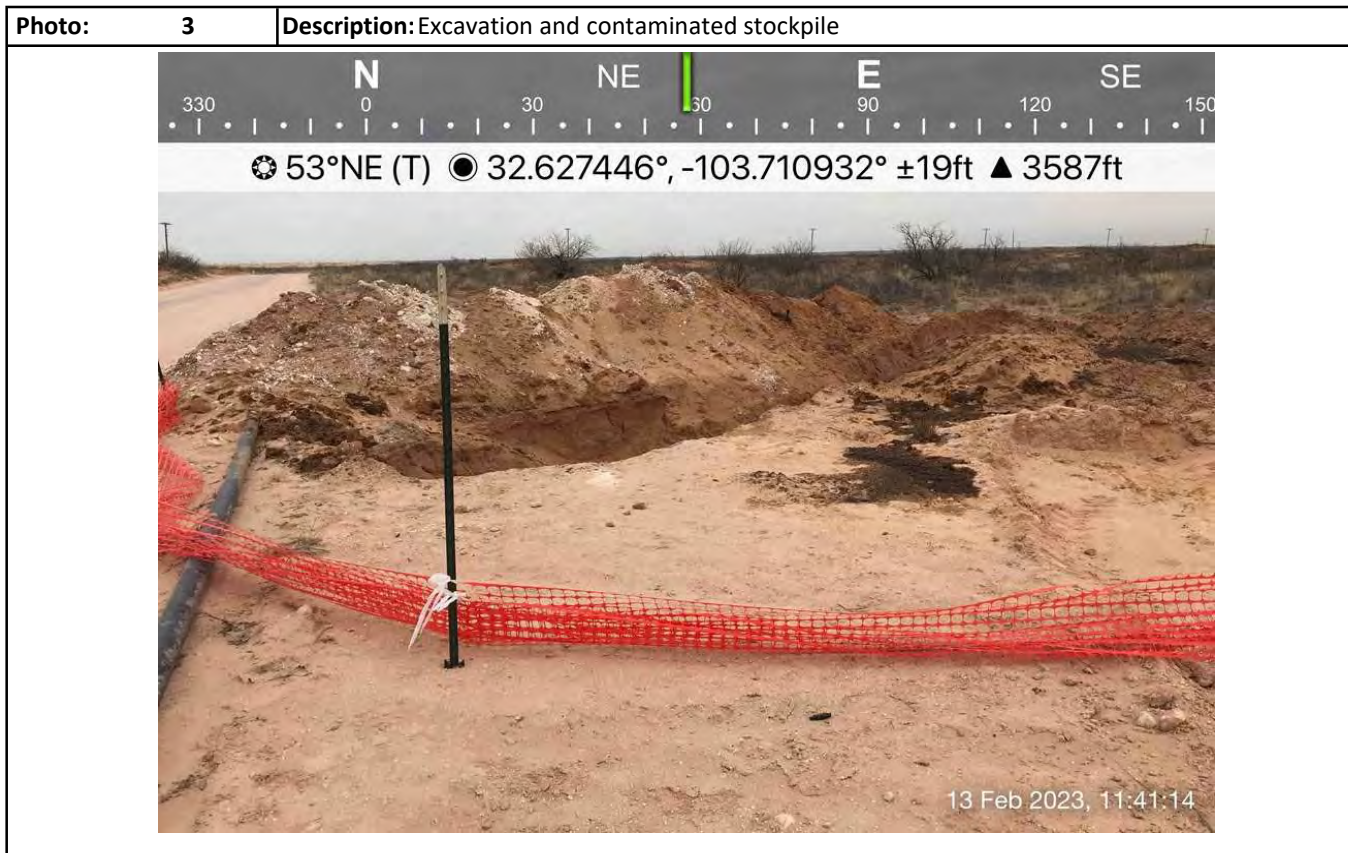 Photo: 3 Description: Excavation and contaminated stockpile
N NE E SE
330 0 30 60 90 120 150
53°NE (T) 32.627446°, -103.710932° ±19ft ▲ 3587ft
13 Feb 2023, 11:41:14